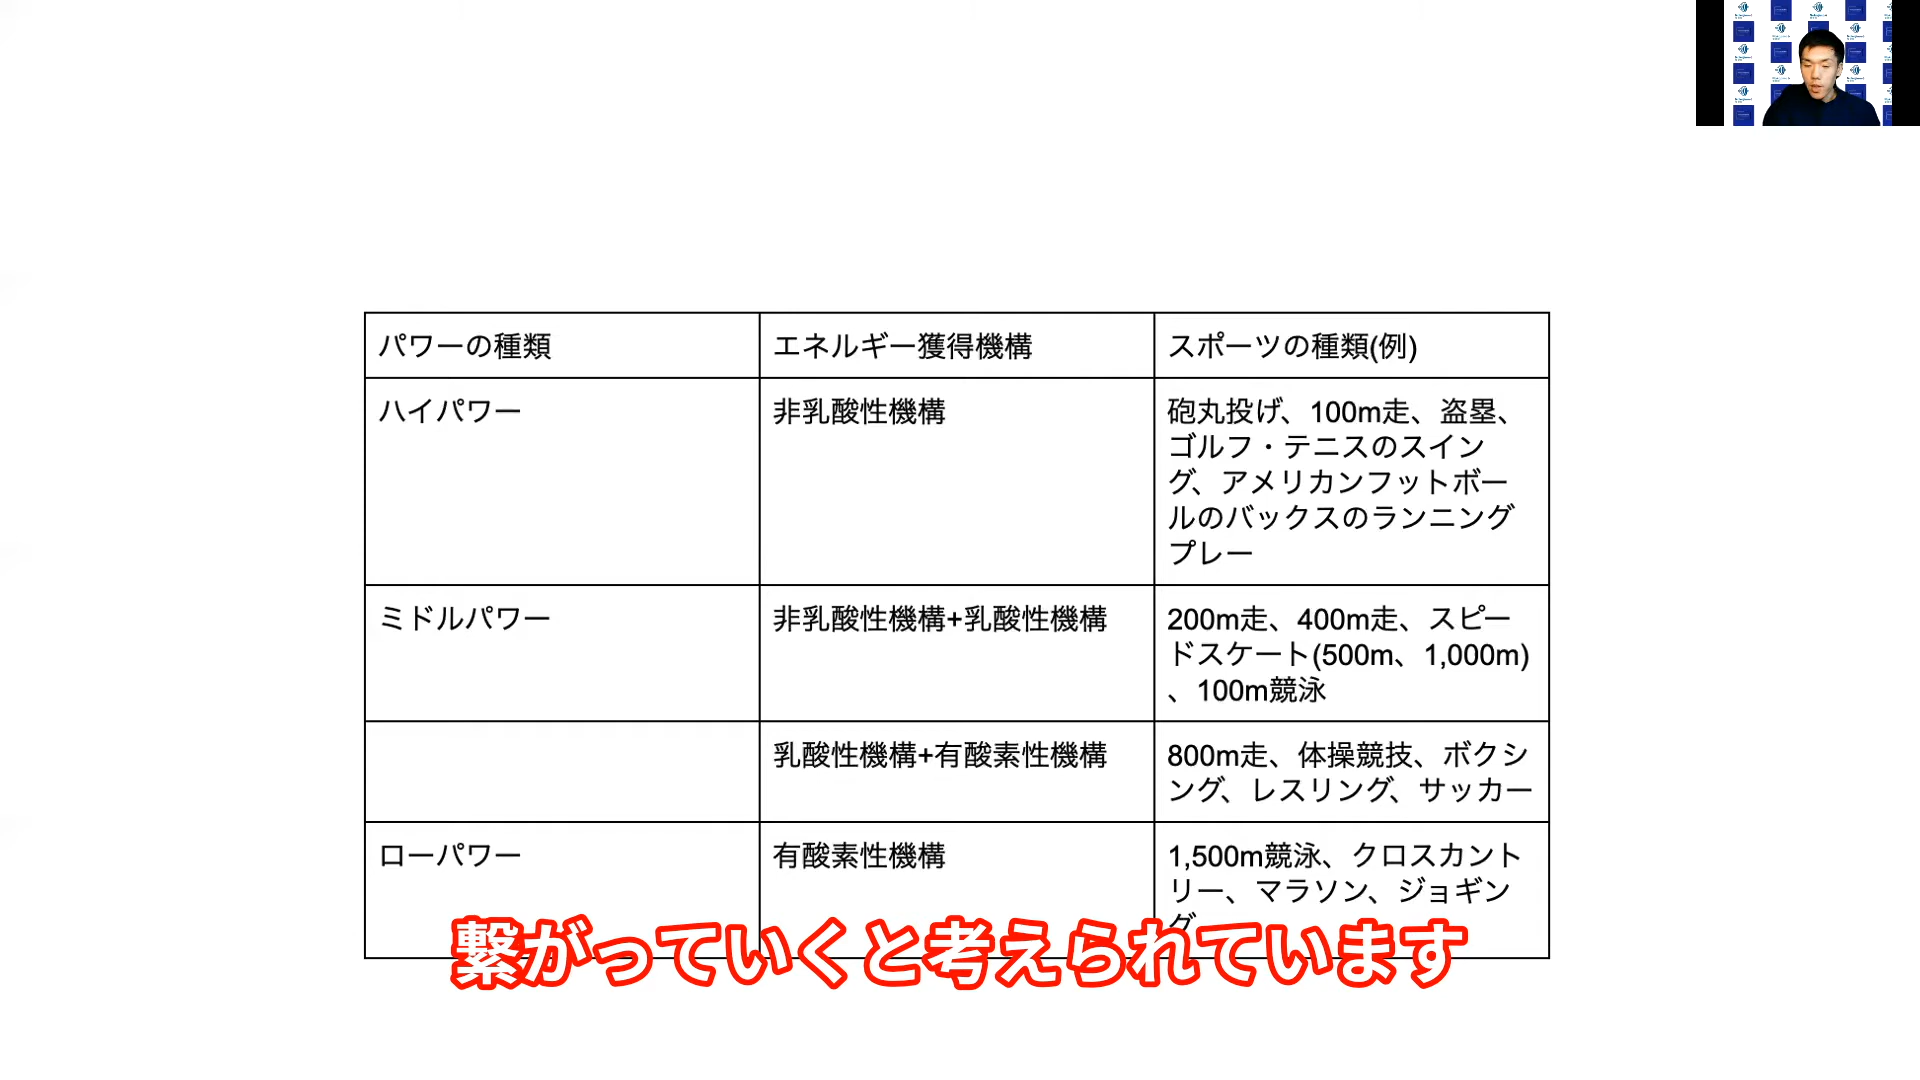 パワーの種類
エネルギー獲得機構
スポーツの種類(例)
ハイパワー
非乳酸性機構
砲丸投げ、100m走、盗塁、
ゴルフ・テニスのスイン
グ、アメリカンフットボー
ルのバックスのランニング
プレー
ミドルパワー
非乳酸性機構+乳酸性機構
200m走、400m走、スピー
ドスケート(500m、1,000m)
、100m競泳
乳酸性機構+有酸素性機構
800m走、体操競技、ボクシ
ング、レスリング、サッカー
ローパワー
有酸素性機構
1,500m競泳、クロスカント
リー、マラソン、ジョギン
グ
繋がっていくと考えられています